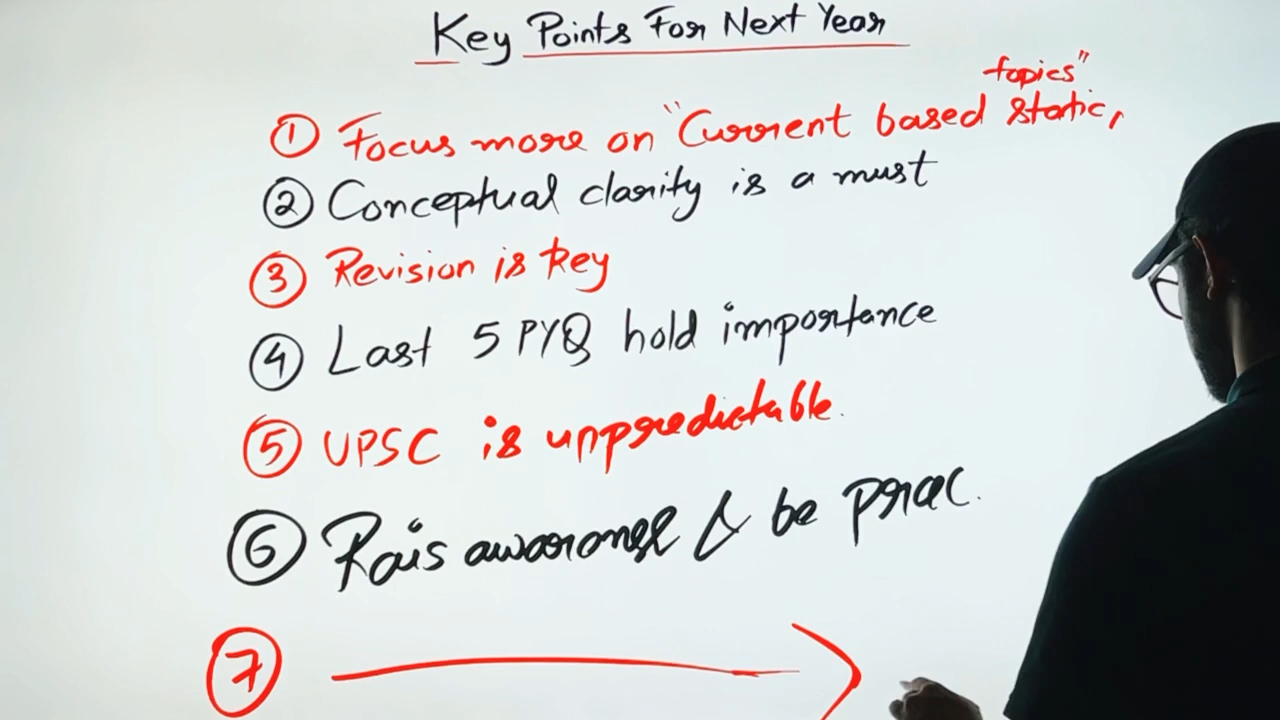 Key Points For Next Year
① Focus more on "Current based static, topics"
② Conceptual clarity is a must
③ Revision is key
④ Last 5 PYQ hold importance
⑤ UPSC is unpredictable.
⑥ Rais & be prac.
⑦ →